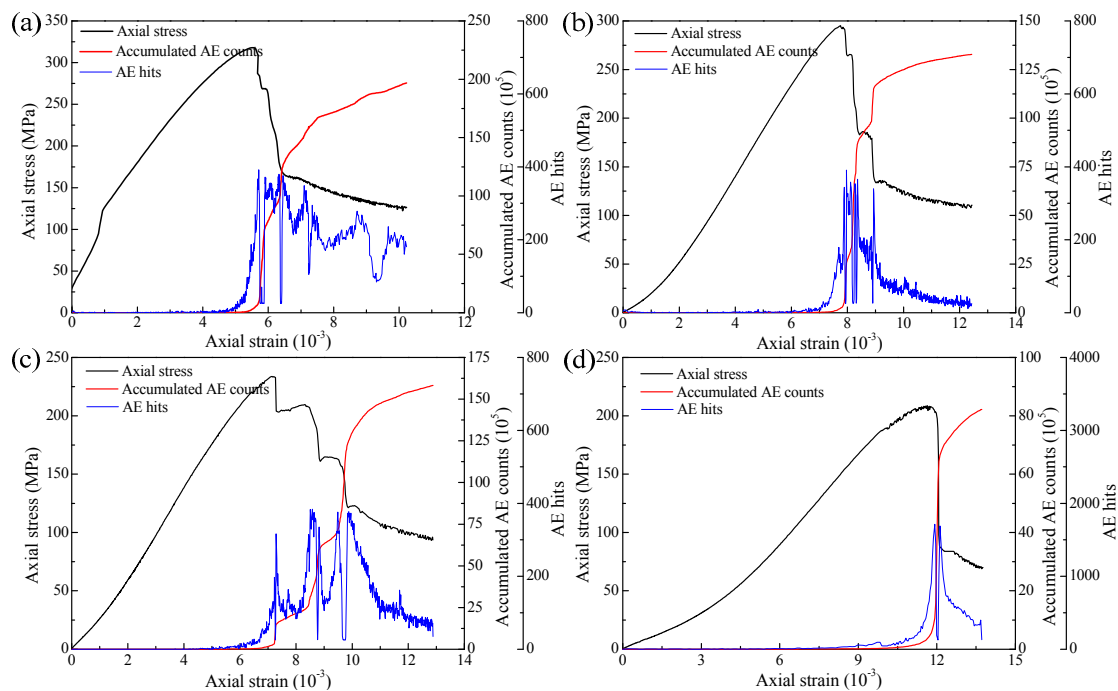 (a)
Axial stress
Accumulated AE counts
AE hits
Axial stress (MPa)
350
300
250
200
150
100
50
0
0 2 4 6 8 10 12
Axial strain (10⁻³)
250
200
150
100
50
0
Accumulated AE counts (10⁵)
800
600
400
200
0
AE hits
(b)
Axial stress
Accumulated AE counts
AE hits
Axial stress (MPa)
300
250
200
150
100
50
0
0 2 4 6 8 10 12 14
Axial strain (10⁻³)
150
125
100
75
50
25
0
Accumulated AE counts (10⁵)
800
600
400
200
0
AE hits
(c)
Axial stress
Accumulated AE counts
AE hits
Axial stress (MPa)
250
200
150
100
50
0
0 2 4 6 8 10 12 14
Axial strain (10⁻³)
175
150
125
100
75
50
25
0
Accumulated AE counts (10⁵)
800
600
400
200
0
AE hits
(d)
Axial stress
Accumulated AE counts
AE hits
Axial stress (MPa)
250
200
150
100
50
0
0 3 6 9 12 15
Axial strain (10⁻³)
100
80
60
40
20
0
Accumulated AE counts (10⁵)
4000
3000
2000
1000
0
AE hits